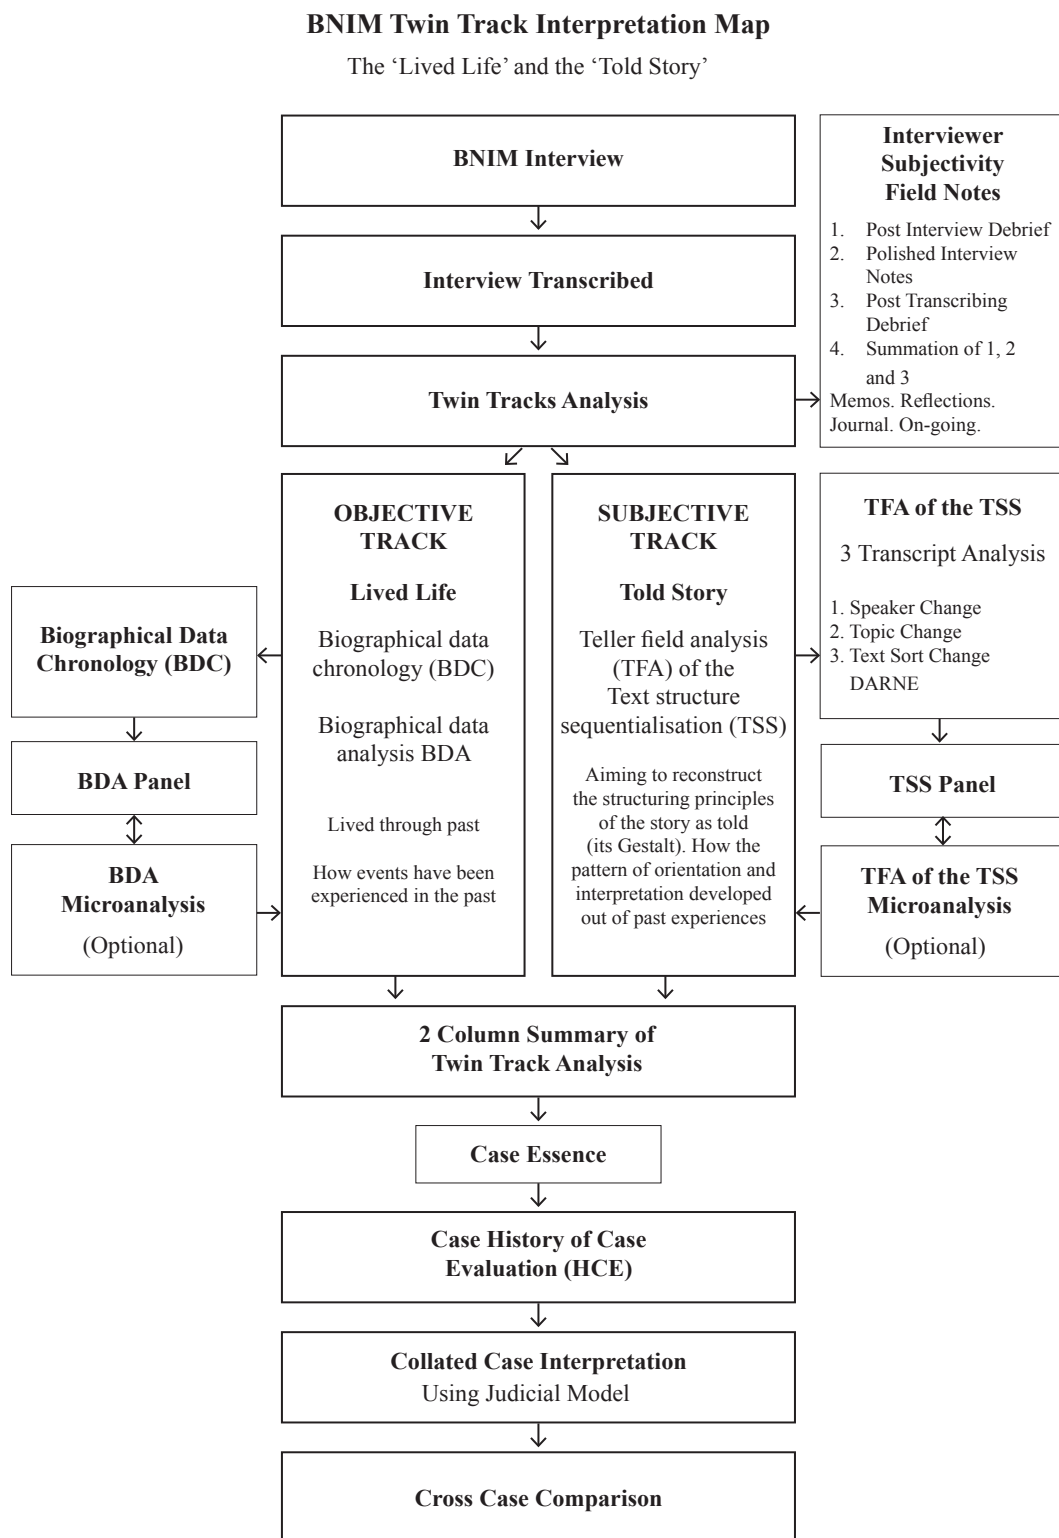 BNIM Twin Track Interpretation Map
The ‘Lived Life’ and the ‘Told Story’
BNIM Interview
Interview Transcribed
Twin Tracks Analysis
Interviewer
Subjectivity
Field Notes
1. Post Interview Debrief
2. Polished Interview
Notes
3. Post Transcribing
Debrief
4. Summation of 1, 2
and 3
Memos. Reflections.
Journal. On-going.
OBJECTIVE
TRACK
Lived Life
Biographical data
chronology (BDC)
Biographical data
analysis BDA
Lived through past
How events have been
experienced in the past
SUBJECTIVE
TRACK
Told Story
Teller field analysis
(TFA) of the
Text structure
sequentialisation (TSS)
Aiming to reconstruct
the structuring principles
of the story as told
(its Gestalt). How the
pattern of orientation and
interpretation developed
out of past experiences
Biographical Data
Chronology (BDC)
BDA Panel
BDA
Microanalysis
(Optional)
TFA of the TSS
3 Transcript Analysis
1. Speaker Change
2. Topic Change
3. Text Sort Change
DARNE
TSS Panel
TFA of the TSS
Microanalysis
(Optional)
2 Column Summary of
Twin Track Analysis
Case Essence
Case History of Case
Evaluation (HCE)
Collated Case Interpretation
Using Judicial Model
Cross Case Comparison